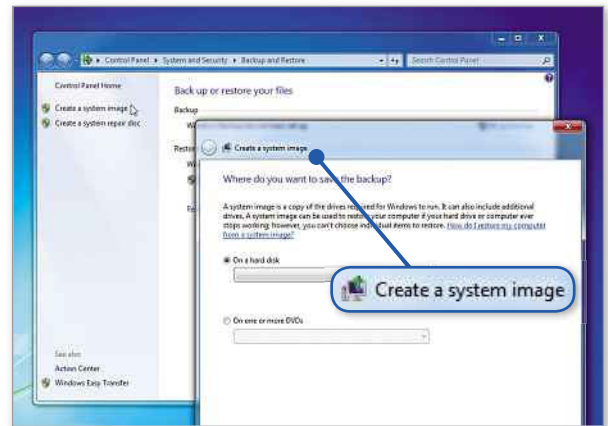 Control Panel ▸ System and Security ▸ Backup and Restore
Search Control Panel
Control Panel Home
Create a system image
Create a system repair disc
Back up or restore your files
Backup
Create a system image
Where do you want to save the backup?
A system image is a copy of the drives required for Windows to run. It can also include additional
drives. A system image can be used to restore your computer if your hard drive or computer ever
stops working; however, you can't choose individual items to restore. How do I restore my computer
from a system image?
On a hard disk
Create a system image
On one or more DVDs
See also
Action Center
Windows Easy Transfer